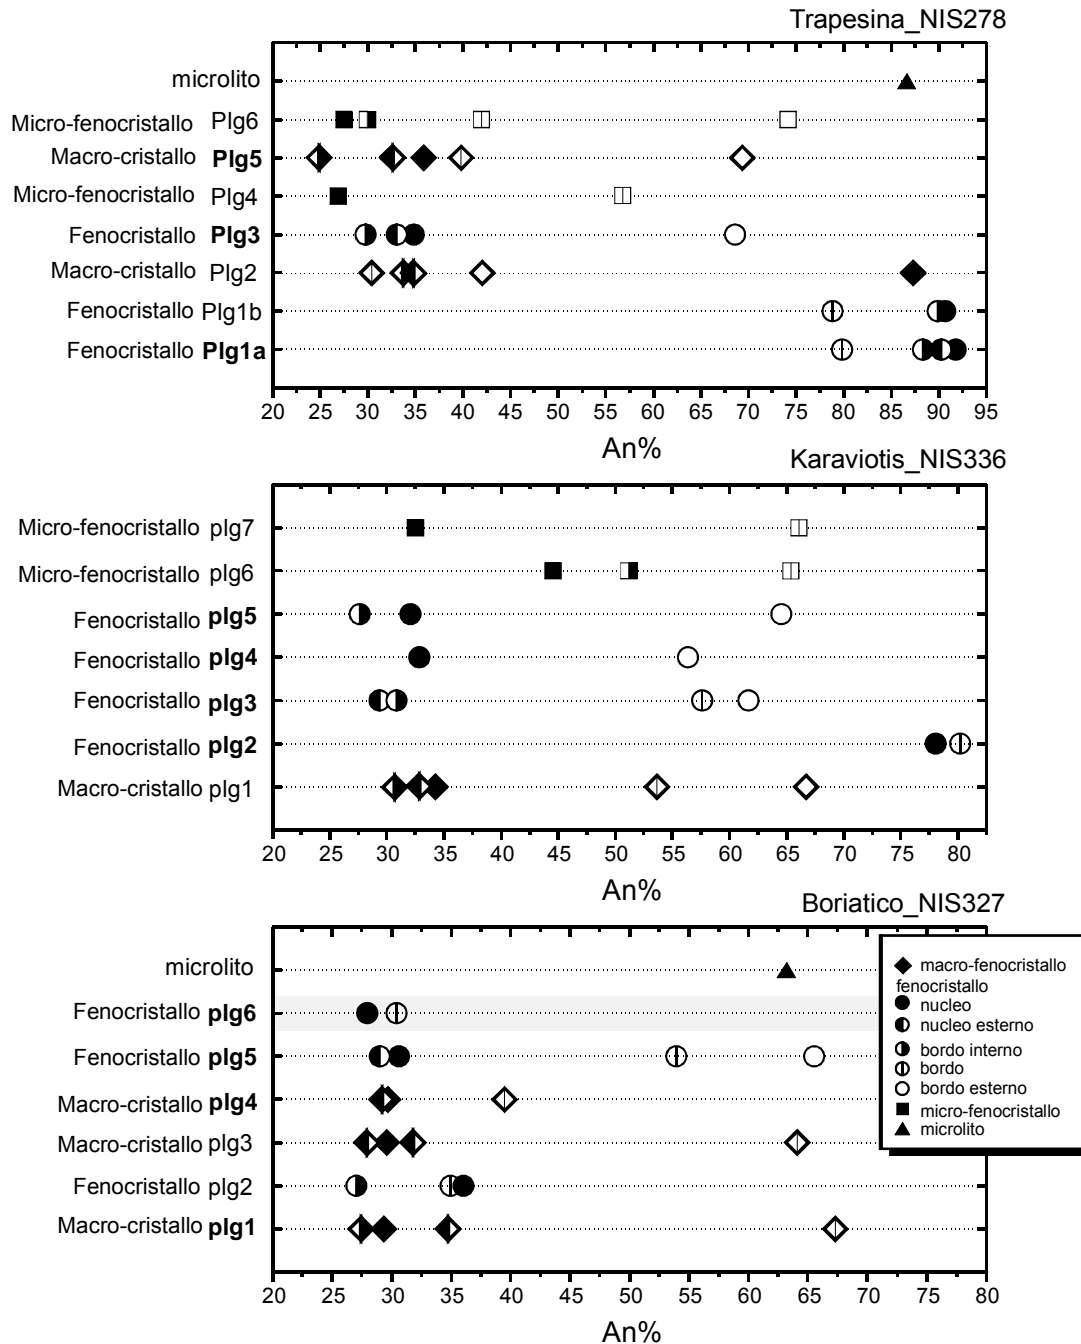 Trapesina_NIS278
microlito
Micro-fenocristallo Plg6
Macro-cristallo Plg5
Micro-fenocristallo Plg4
Fenocristallo Plg3
Macro-cristallo Plg2
Fenocristallo Plg1b
Fenocristallo Plg1a
20 25 30 35 40 45 50 55 60 65 70 75 80 85 90 95
An%
Karaviotis_NIS336
Micro-fenocristallo plg7
Micro-fenocristallo plg6
Fenocristallo plg5
Fenocristallo plg4
Fenocristallo plg3
Fenocristallo plg2
Macro-cristallo plg1
20 25 30 35 40 45 50 55 60 65 70 75 80
An%
Boriatico_NIS327
microlito
Fenocristallo plg6
Fenocristallo plg5
Macro-cristallo plg4
Macro-cristallo plg3
Fenocristallo plg2
Macro-cristallo plg1
macro-fenocristallo
fenocristallo
nucleo
nucleo esterno
bordo interno
bordo
bordo esterno
micro-fenocristallo
microlito
20 25 30 35 40 45 50 55 60 65 70 75 80
An%